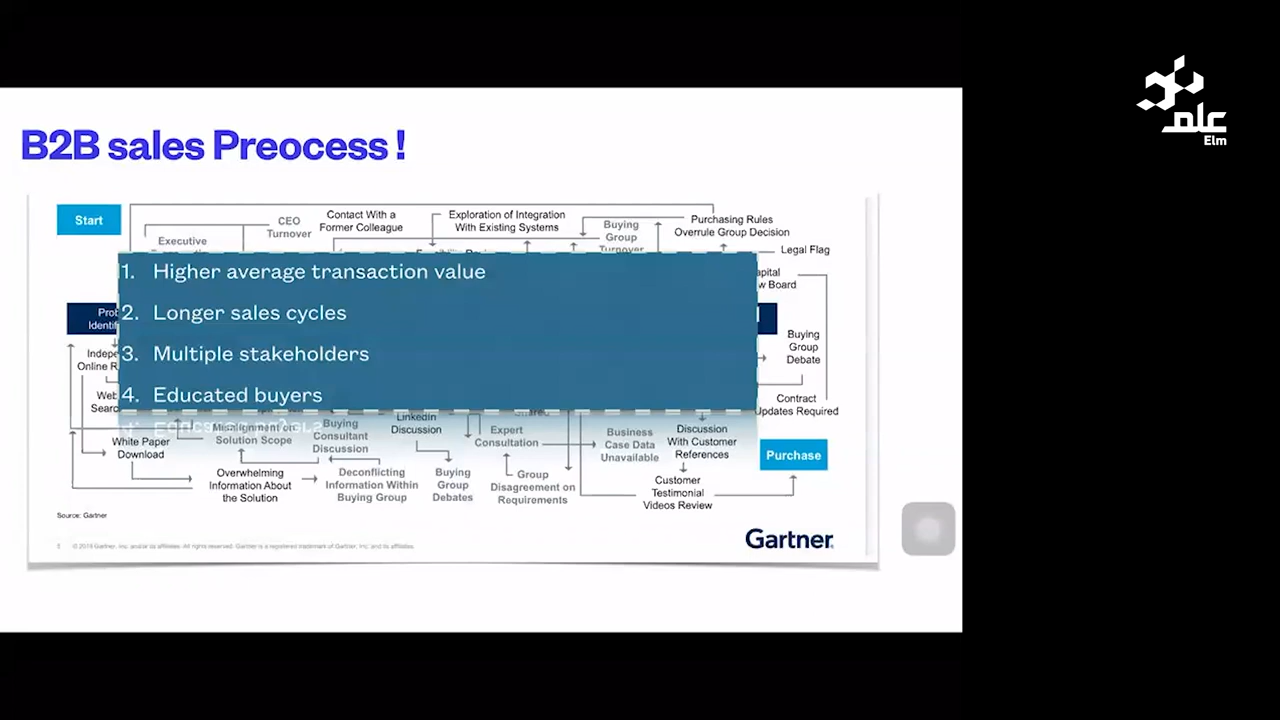 علم
Elm
B2B sales Preocess !
Start
CEO
Turnover
Contact With a
Former Colleague
Exploration of Integration
With Existing Systems
Buying
Group
Turnover
Purchasing Rules
Overrule Group Decision
Legal Flag
Executive
1. Higher average transaction value
2. Longer sales cycles
3. Multiple stakeholders
4. Educated buyers
Buying
Group
Debate
Contract
Updates Required
White Paper
Download
Solution Scope
Buying
Consultant
Discussion
LinkedIn
Discussion
Expert
Consultation
Business
Case Data
Unavailable
Discussion
With Customer
References
Purchase
Overwhelming
Information About
the Solution
Deconflicting
Information Within
Buying Group
Buying
Group
Debates
Group
Disagreement on
Requirements
Customer
Testimonial
Videos Review
Source: Gartner
Gartner